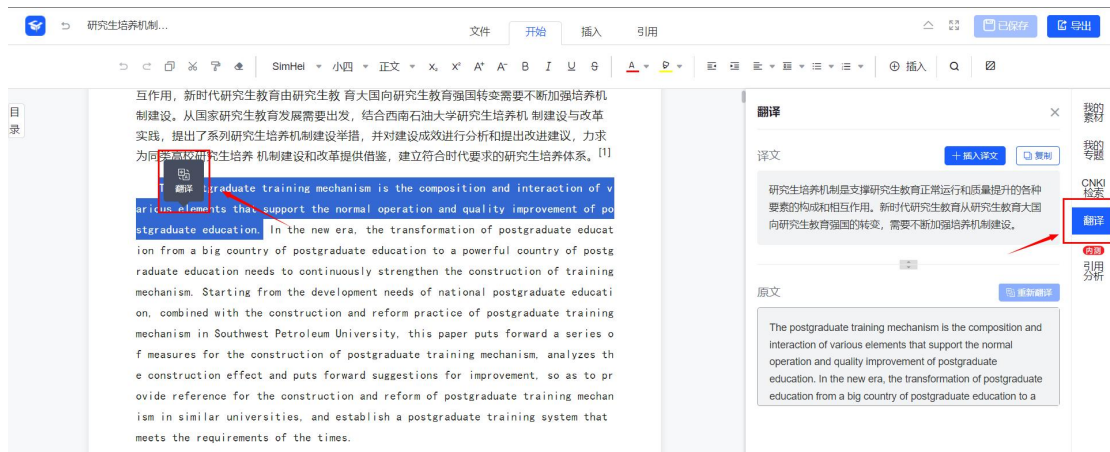 研究生培养机制...
文件 开始 插入 引用
已保存 导出
SimHei 小四 正文 X₂ X² A⁺ A⁻ B I U S A 插入
目录
互作用，新时代研究生教育由研究生教 育大国向研究生教育强国转变需要不断加强培养机
制建设。从国家研究生教育发展需要出发，结合西南石油大学研究生培养机 制建设与改革
实践，提出了系列研究生培养机制建设举措，并对建设成效进行分析和提出改进建议，力求
为同类高校研究生培养 机制建设和改革提供借鉴，建立符合时代要求的研究生培养体系。[1]
翻译
tgraduate training mechanism is the composition and interaction of v
arious elements that support the normal operation and quality improvement of po
stgraduate education. In the new era, the transformation of postgraduate educat
ion from a big country of postgraduate education to a powerful country of postg
raduate education needs to continuously strengthen the construction of training
mechanism. Starting from the development needs of national postgraduate educati
on, combined with the construction and reform practice of postgraduate training
mechanism in Southwest Petroleum University, this paper puts forward a series o
f measures for the construction of postgraduate training mechanism, analyzes th
e construction effect and puts forward suggestions for improvement, so as to pr
ovide reference for the construction and reform of postgraduate training mechan
ism in similar universities, and establish a postgraduate training system that
meets the requirements of the times.
翻译
译文 插入译文 复制
研究生培养机制是支撑研究生教育正常运行和质量提升的各种
要素的构成和相互作用。新时代研究生教育从研究生教育大国
向研究生教育强国的转变，需要不断加强培养机制建设。
原文 重新翻译
The postgraduate training mechanism is the composition and
interaction of various elements that support the normal
operation and quality improvement of postgraduate
education. In the new era, the transformation of postgraduate
education from a big country of postgraduate education to a
我的
素材
我的
专题
CNKI
检索
翻译
内测
引用
分析